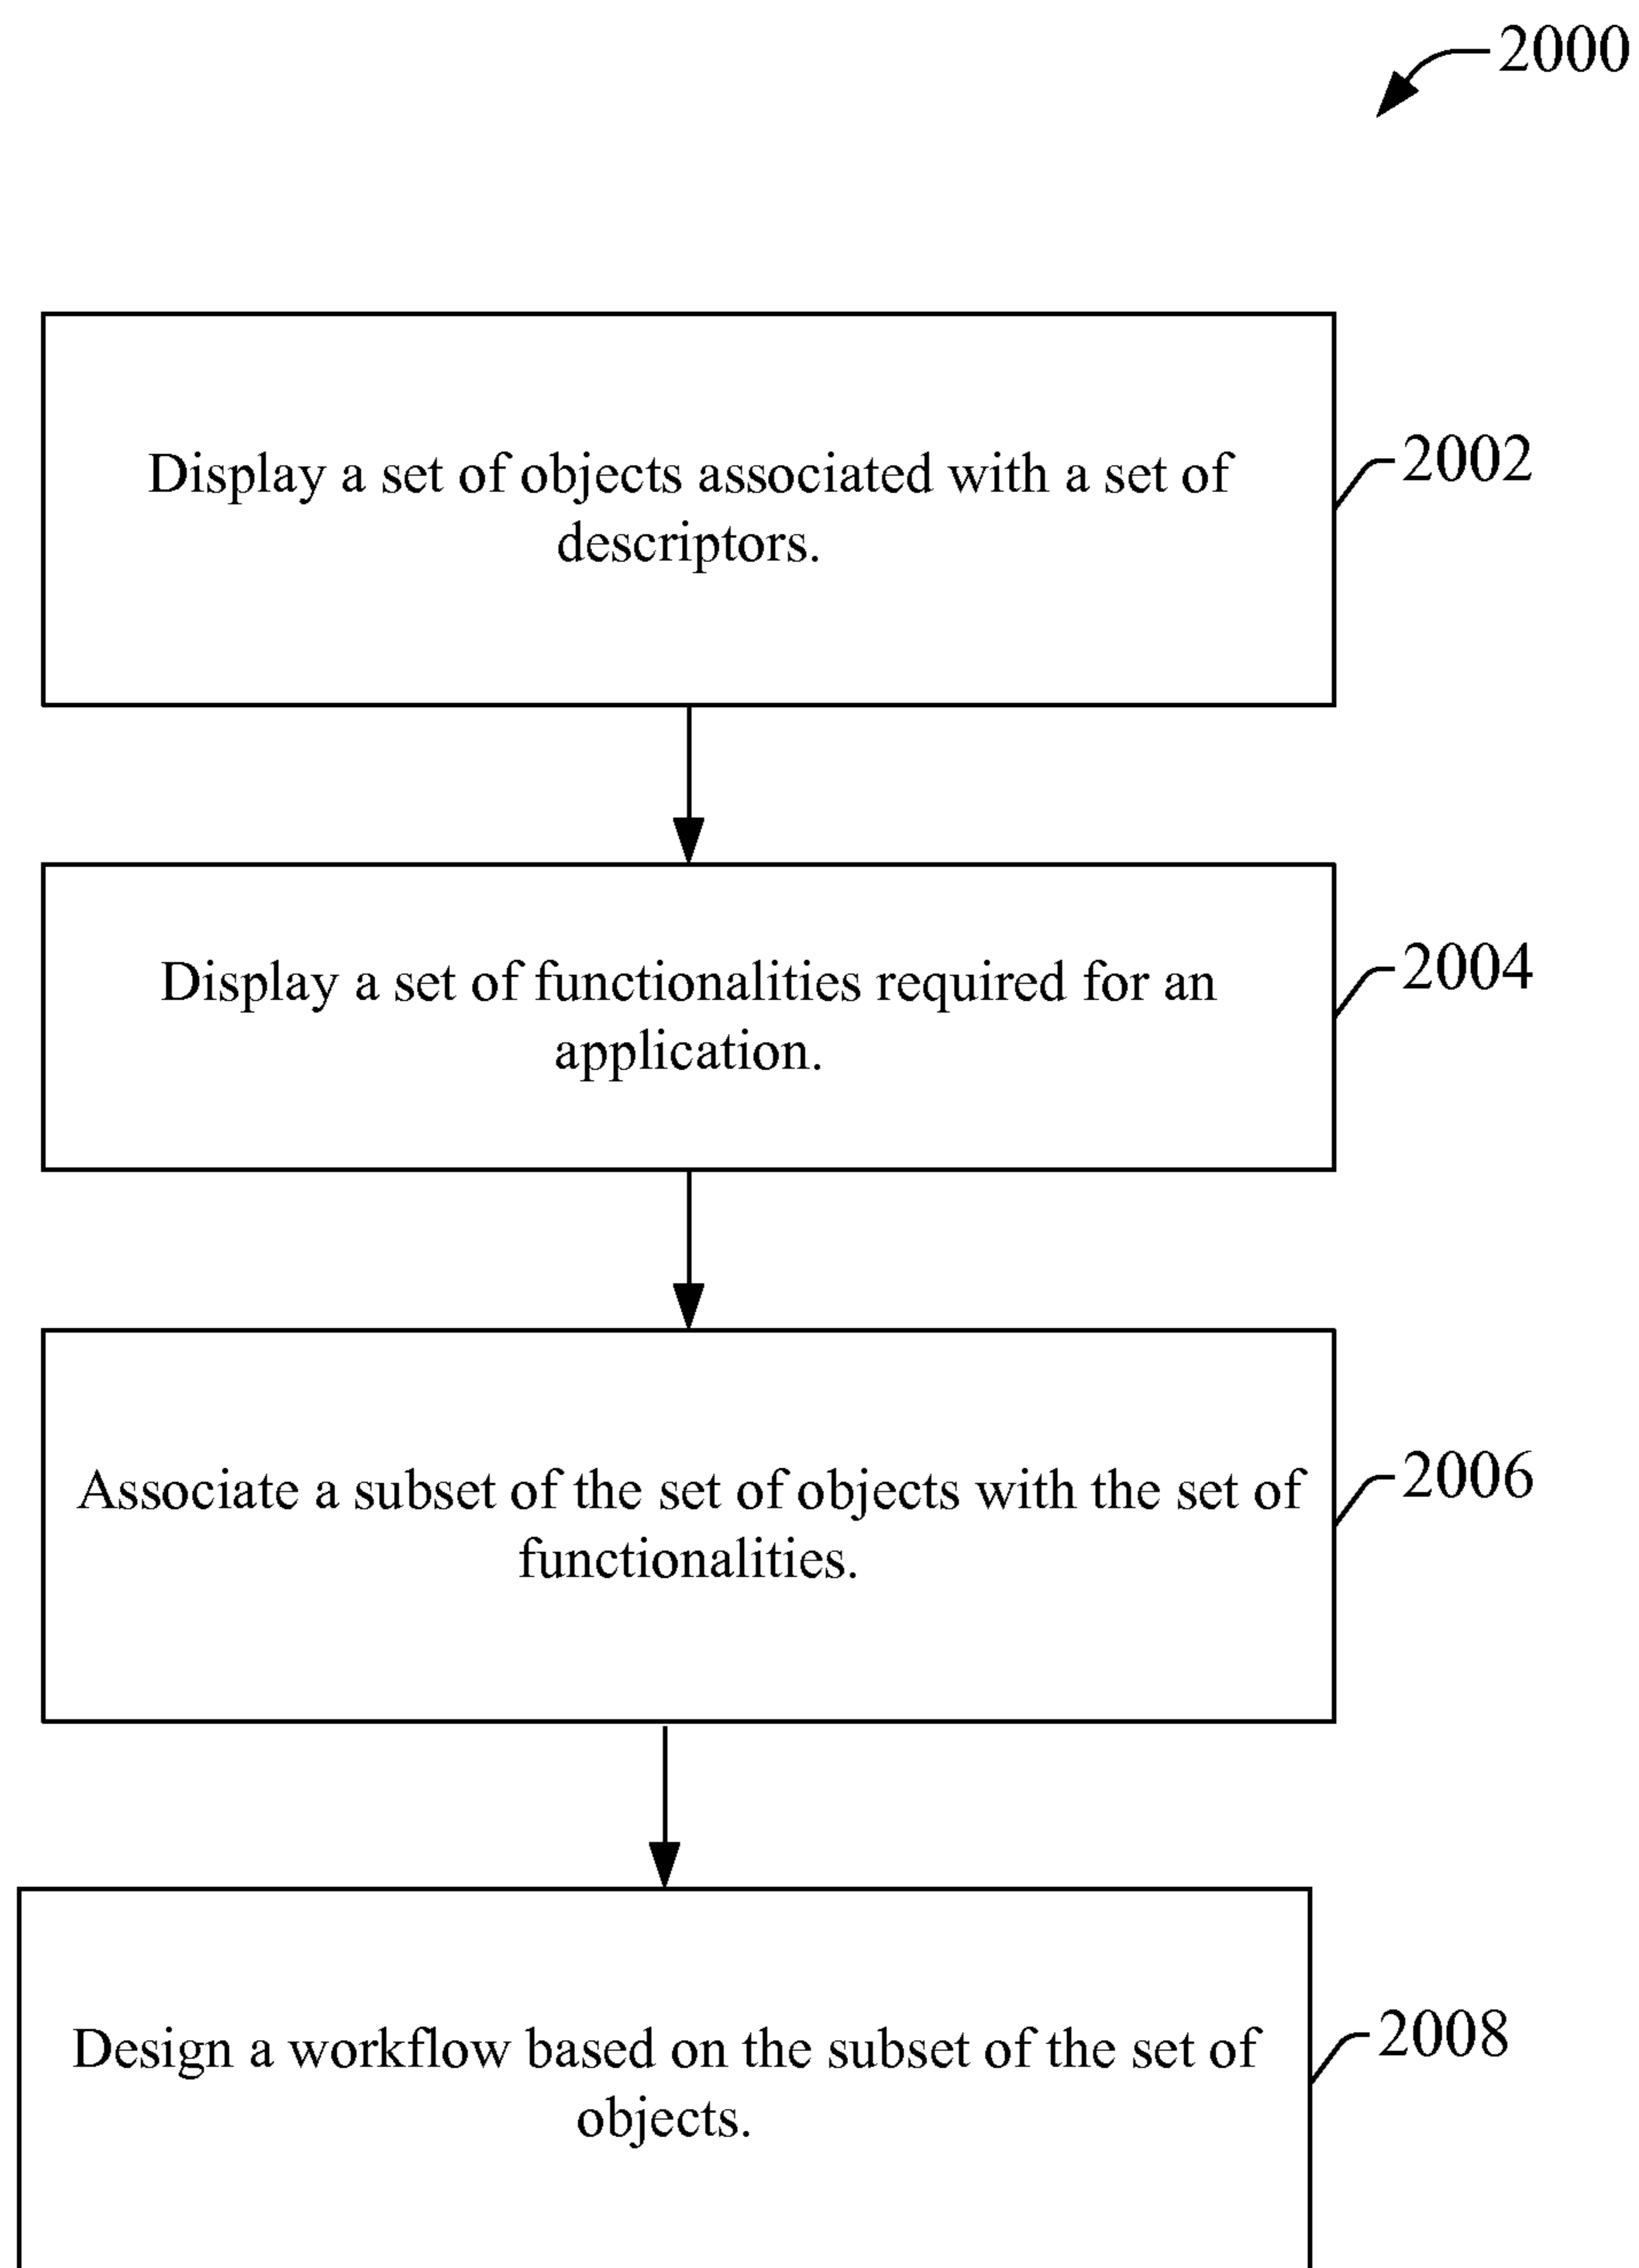 2000
Display a set of objects associated with a set of
descriptors.
2002
Display a set of functionalities required for an
application.
2004
Associate a subset of the set of objects with the set of
functionalities.
2006
Design a workflow based on the subset of the set of
objects.
2008